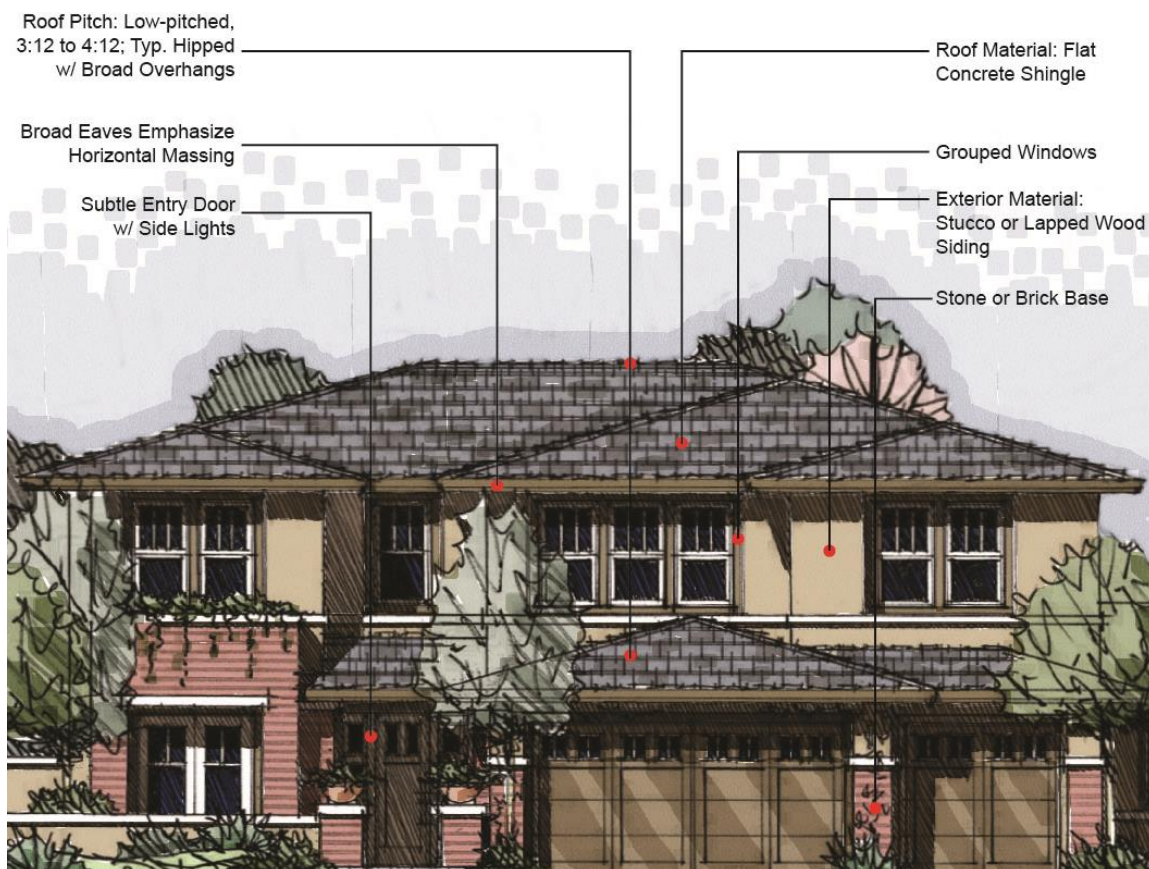 Roof Pitch: Low-pitched,
3:12 to 4:12; Typ. Hipped
w/ Broad Overhangs
Broad Eaves Emphasize
Horizontal Massing
Subtle Entry Door
w/ Side Lights
Roof Material: Flat
Concrete Shingle
Grouped Windows
Exterior Material:
Stucco or Lapped Wood
Siding
Stone or Brick Base